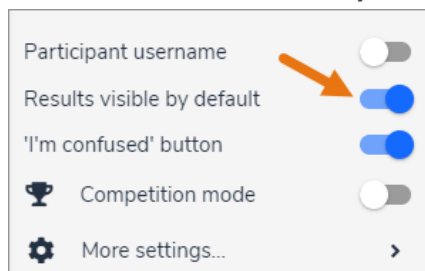 Participant username
Results visible by default
'I'm confused' button
Competition mode
More settings...